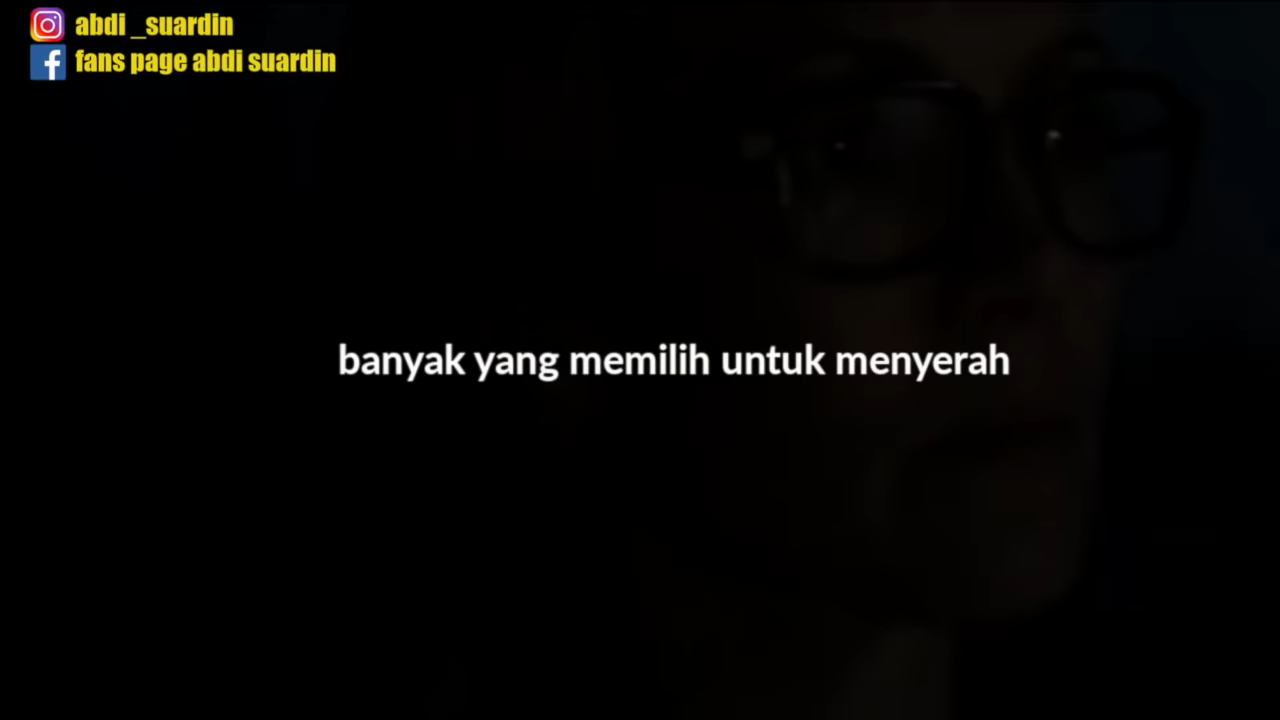 abdi _suardin
fans page abdi suardin
banyak yang memilih untuk menyerah